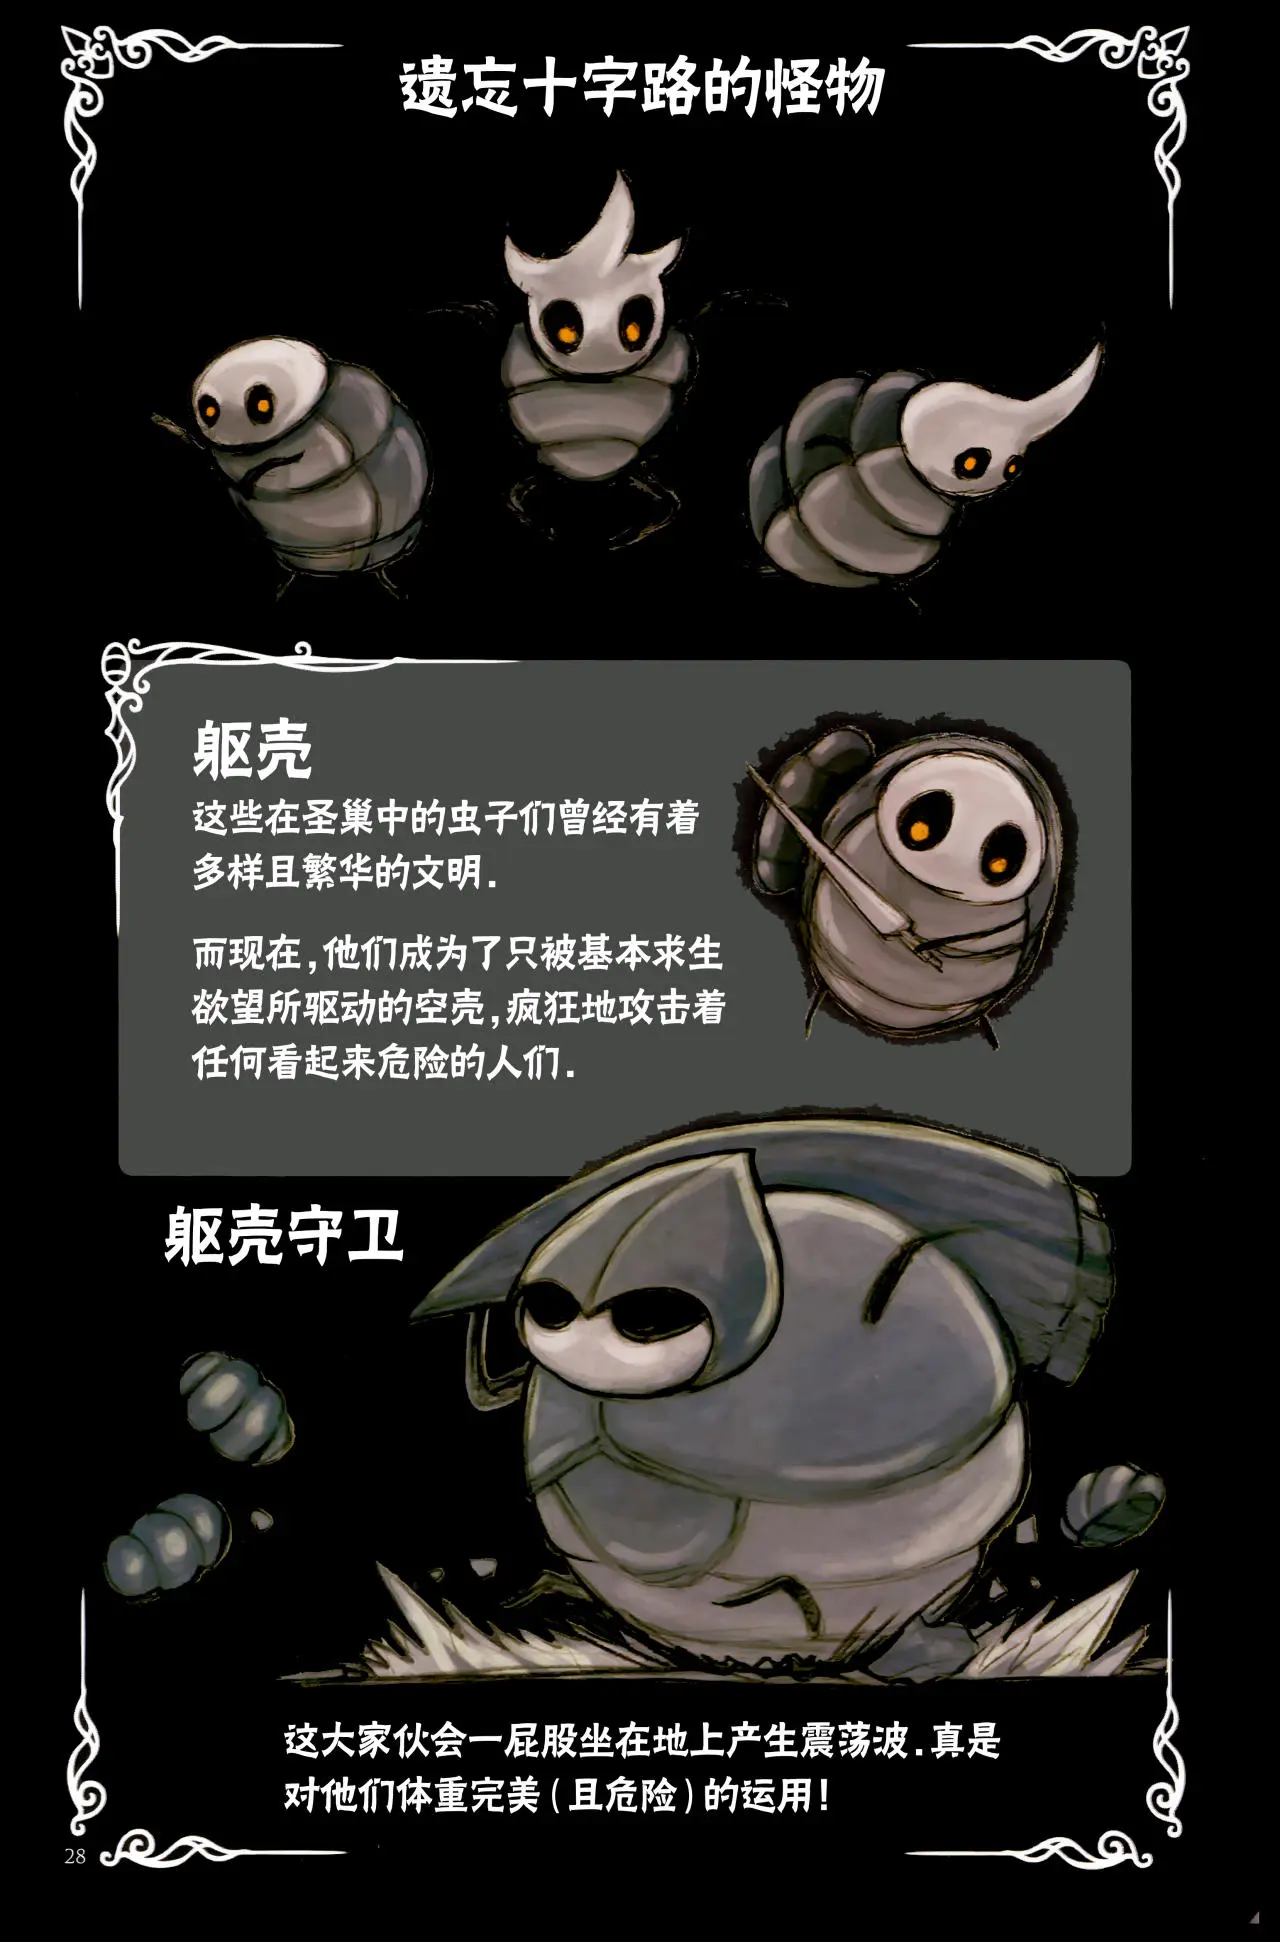 遗忘十字路的怪物
躯壳
这些在圣巢中的虫子们曾经有着
多样且繁华的文明.
而现在,他们成为了只被基本求生
欲望所驱动的空壳,疯狂地攻击着
任何看起来危险的人们.
躯壳守卫
这大家伙会一屁股坐在地上产生震荡波.真是
对他们体重完美(且危险)的运用!
28